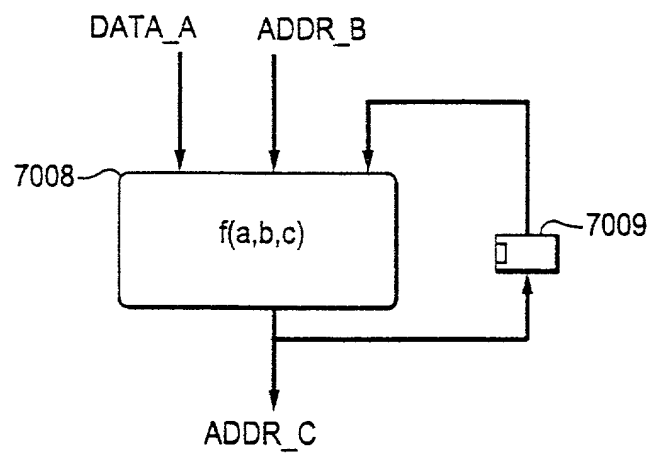 DATA_A
ADDR_B
7008
f(a,b,c)
7009
ADDR_C